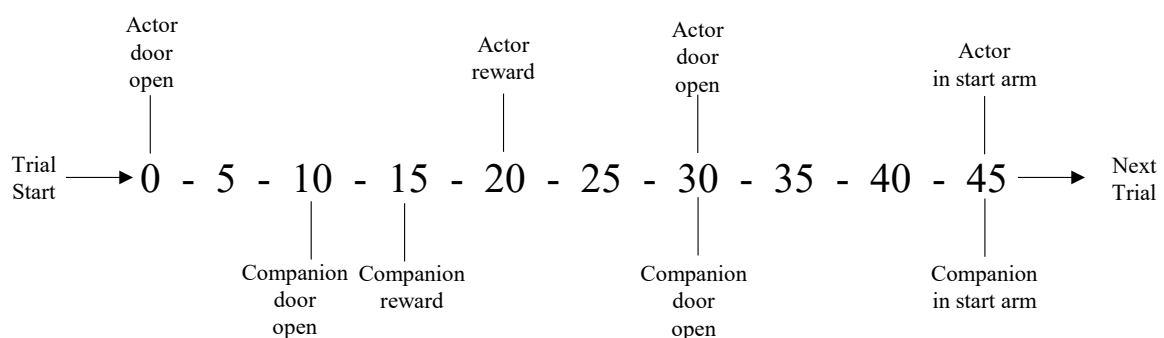 Actor
door
open
Actor
reward
Actor
door
open
Actor
in start arm
Trial
Start
0 - 5 - 10 - 15 - 20 - 25 - 30 - 35 - 40 - 45
Next
Trial
Companion
door
open
Companion
reward
Companion
door
open
Companion
in start arm